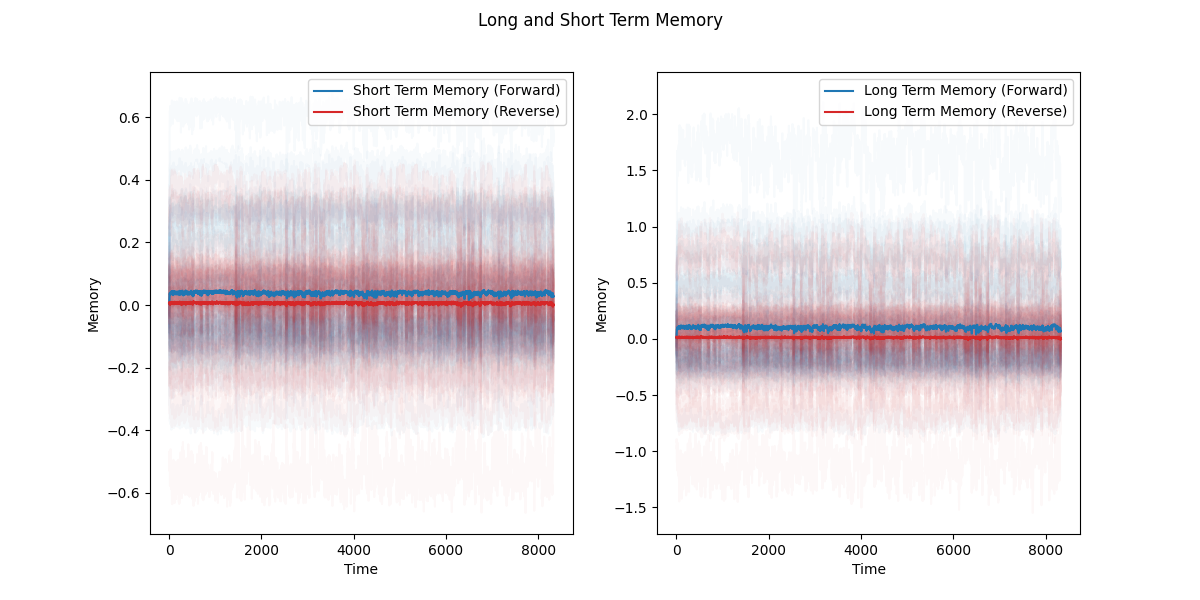 Long and Short Term Memory
Short Term Memory (Forward)
Short Term Memory (Reverse)
0.6
0.4
0.2
0.0
−0.2
−0.4
−0.6
Memory
0 2000 4000 6000 8000
Time
Long Term Memory (Forward)
Long Term Memory (Reverse)
2.0
1.5
1.0
0.5
0.0
−0.5
−1.0
−1.5
Memory
0 2000 4000 6000 8000
Time